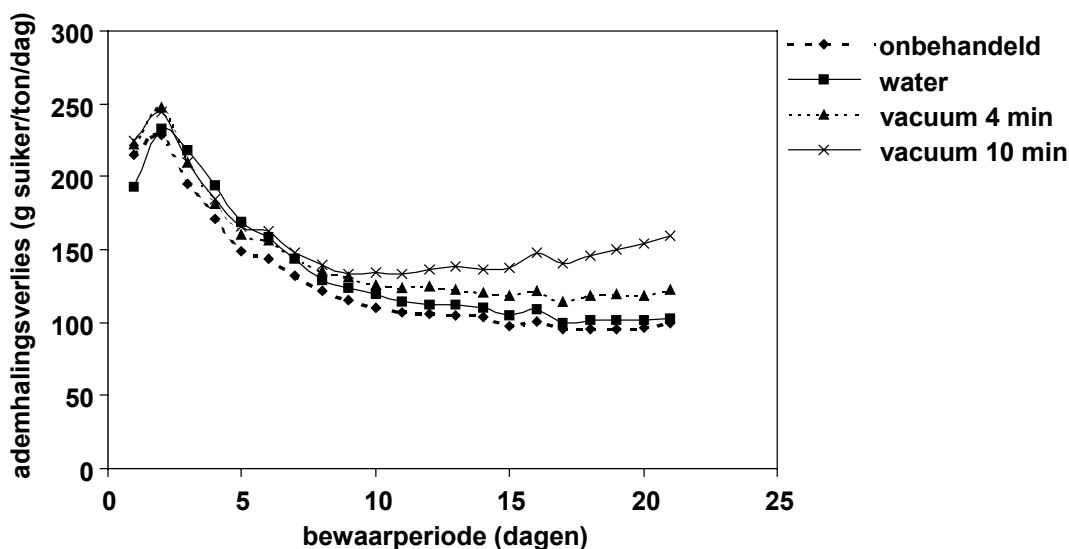 ademhalingsverlies (g suiker/ton/dag)
300
250
200
150
100
50
0
0 5 10 15 20 25
bewaarperiode (dagen)
onbehandeld
water
vacuum 4 min
vacuum 10 min